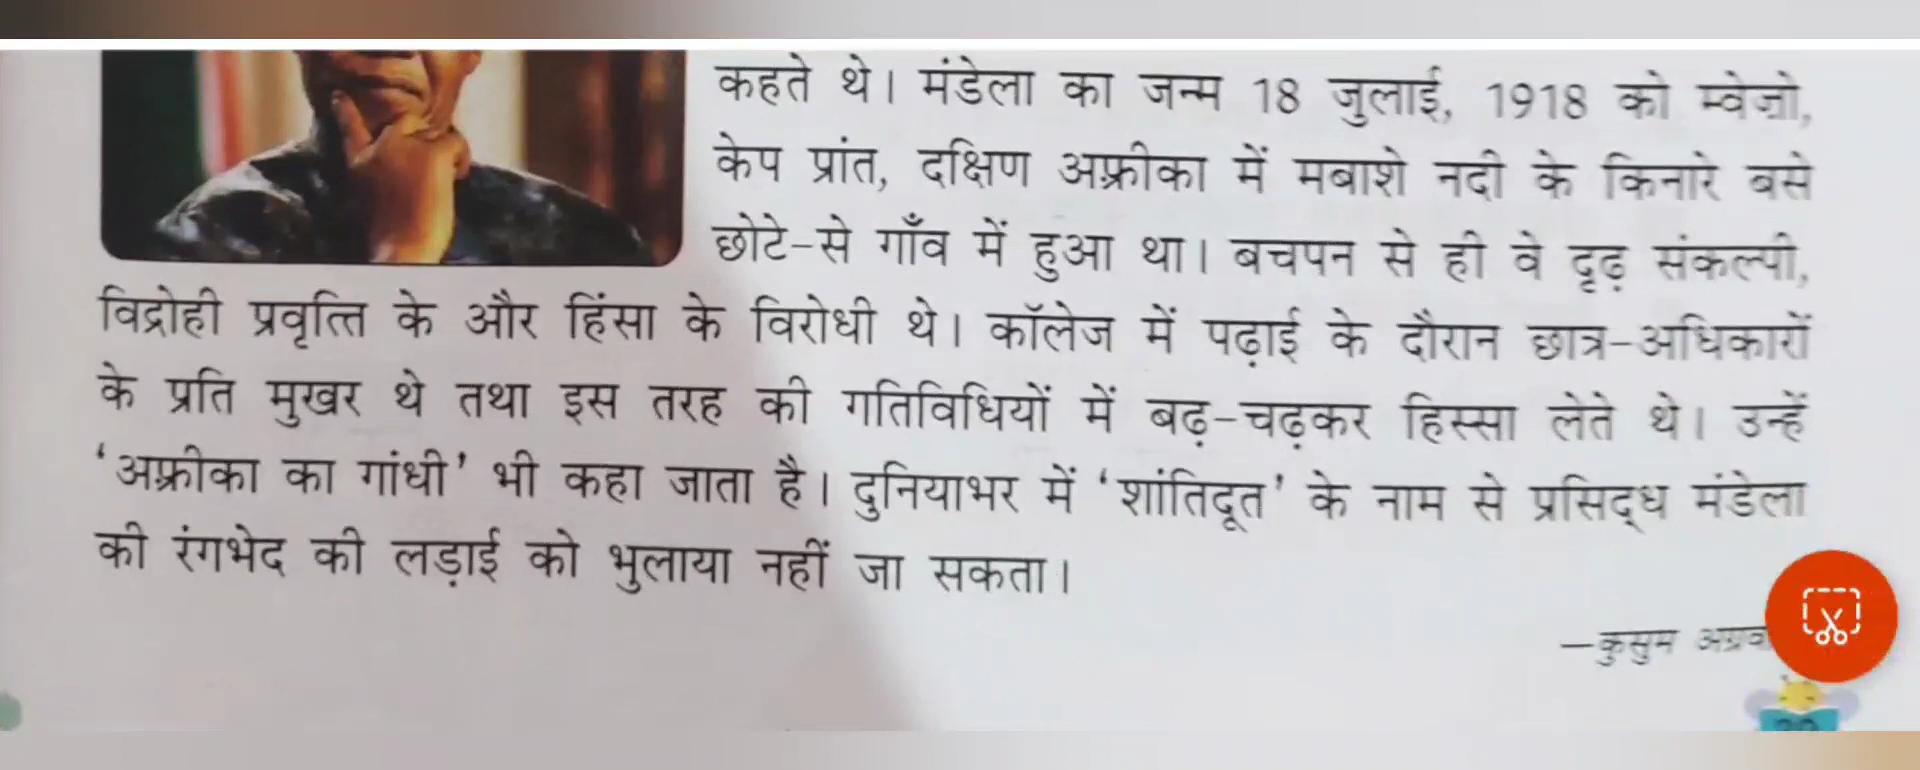 कहते थे। मंडेला का जन्म 18 जुलाई, 1918 को म्वेज़ो,
केप प्रांत, दक्षिण अफ़्रीका में मबाशे नदी के किनारे बसे
छोटे-से गाँव में हुआ था। बचपन से ही वे दृढ़ संकल्पी,
विद्रोही प्रवृत्ति के और हिंसा के विरोधी थे। कॉलेज में पढ़ाई के दौरान छात्र-अधिकारों
के प्रति मुखर थे तथा इस तरह की गतिविधियों में बढ़-चढ़कर हिस्सा लेते थे। उन्हें
‘अफ़्रीका का गांधी’ भी कहा जाता है। दुनियाभर में ‘शांतिदूत’ के नाम से प्रसिद्ध मंडेला
की रंगभेद की लड़ाई को भुलाया नहीं जा सकता।
—कुसुम